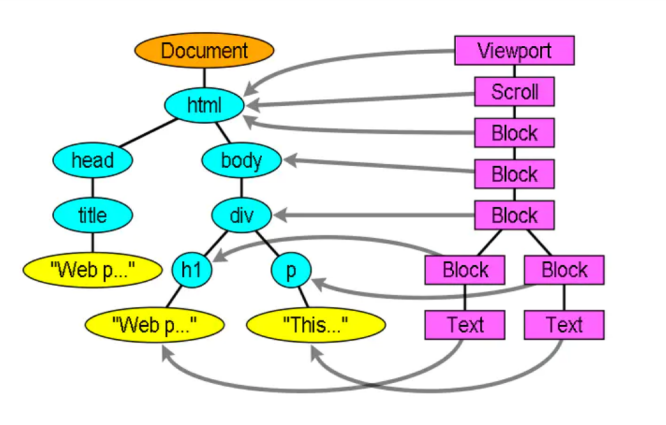 Document
Viewport
html
Scroll
Block
head
body
Block
title
div
Block
"Web p..."
h1
p
Block
Block
"Web p..."
"This..."
Text
Text